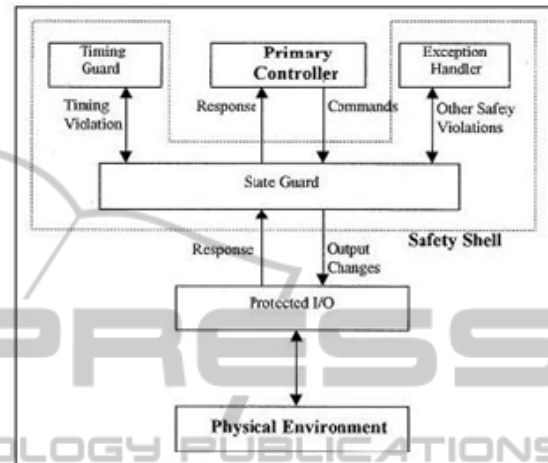 Timing
Guard
Primary
Controller
Exception
Handler
Timing
Violation
Response
Commands
Other Safety
Violations
State Guard
Safety Shell
Response
Output
Changes
Protected I/O
PRESS
Physical Environment
OLOGY PUBLICATIONS